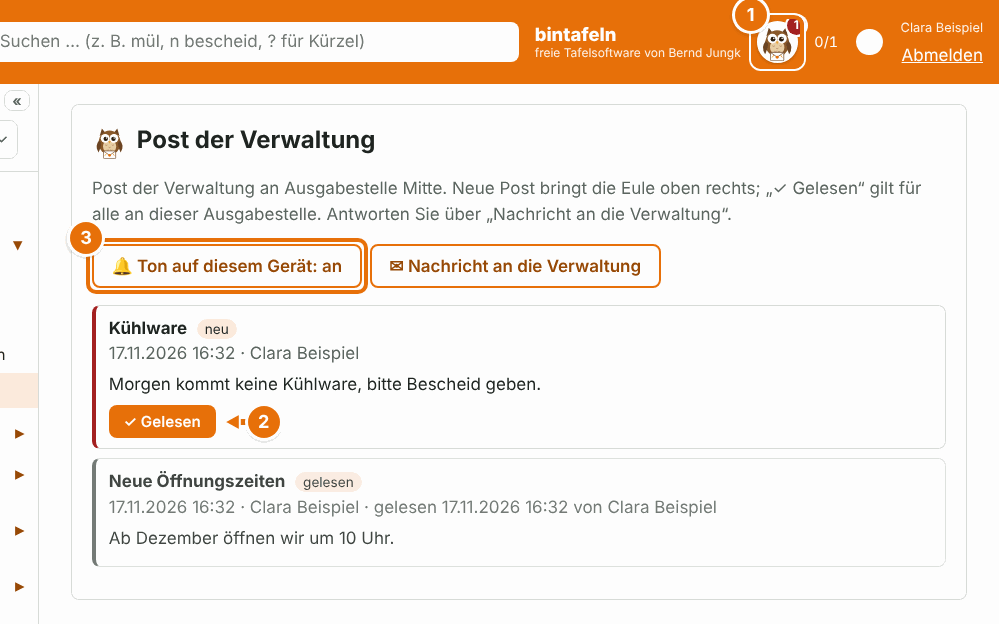 Suchen ... (z. B. mül, n bescheid, ? für Kürzel)
bintafeln
freie Tafelsoftware von Bernd Jungk
1
1
0/1
Clara Beispiel
Abmelden
«
Post der Verwaltung
Post der Verwaltung an Ausgabestelle Mitte. Neue Post bringt die Eule oben rechts; „✓ Gelesen“ gilt für
alle an dieser Ausgabestelle. Antworten Sie über „Nachricht an die Verwaltung“.
3
🔔 Ton auf diesem Gerät: an
✉ Nachricht an die Verwaltung
Kühlware neu
17.11.2026 16:32 · Clara Beispiel
n
Morgen kommt keine Kühlware, bitte Bescheid geben.
✓ Gelesen
2
Neue Öffnungszeiten gelesen
17.11.2026 16:32 · Clara Beispiel · gelesen 17.11.2026 16:32 von Clara Beispiel
Ab Dezember öffnen wir um 10 Uhr.